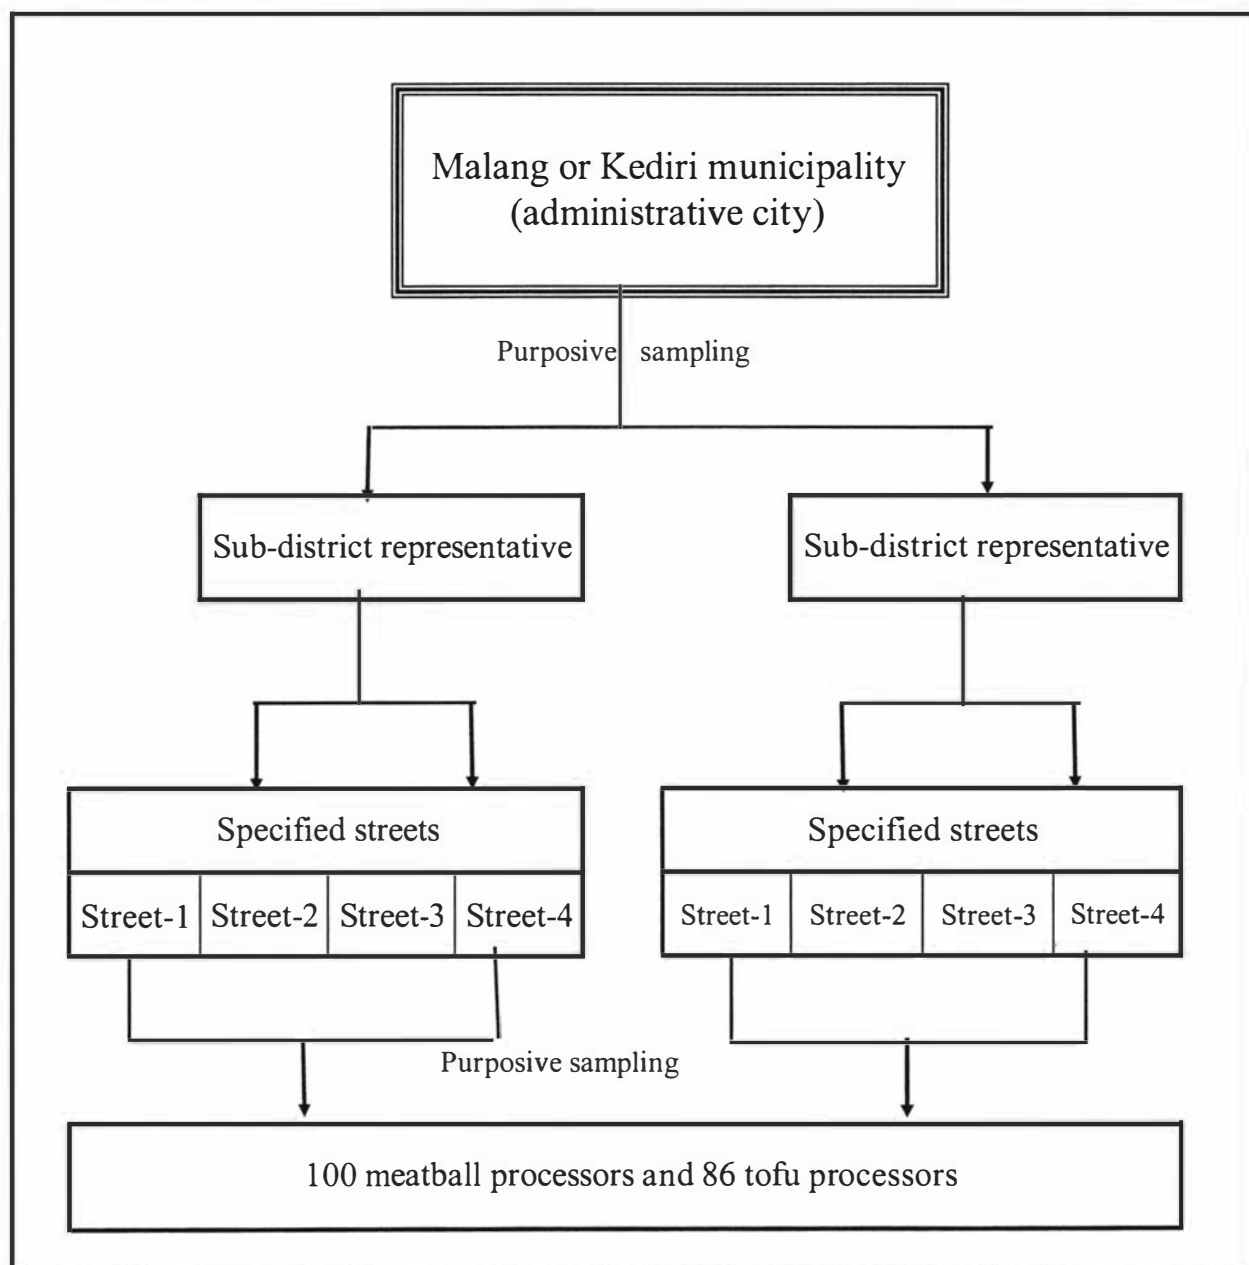 Malang or Kediri municipality
(administrative city)
Purposive sampling
Sub-district representative
Sub-district representative
Specified streets
Street-1 Street-2 Street-3 Street-4
Specified streets
Street-1 Street-2 Street-3 Street-4
Purposive sampling
100 meatball processors and 86 tofu processors